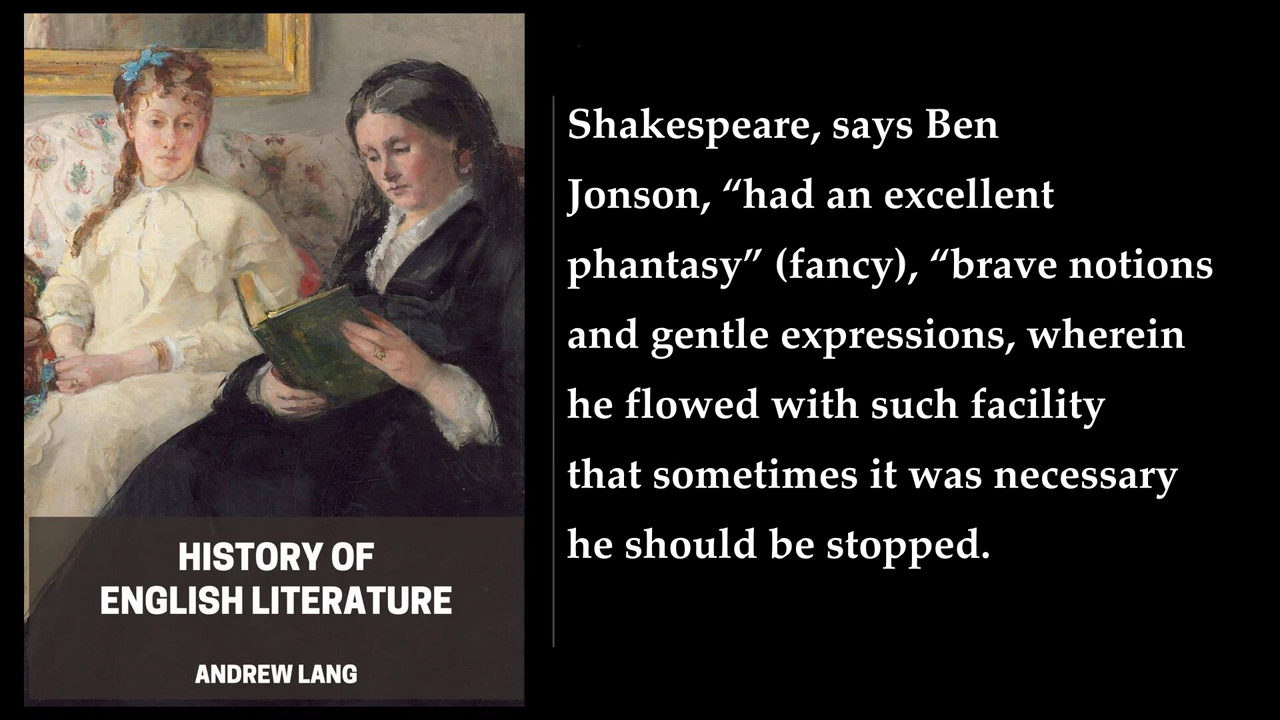 HISTORY OF
ENGLISH LITERATURE
ANDREW LANG
Shakespeare, says Ben
Jonson, “had an excellent
phantasy” (fancy), “brave notions
and gentle expressions, wherein
he flowed with such facility
that sometimes it was necessary
he should be stopped.